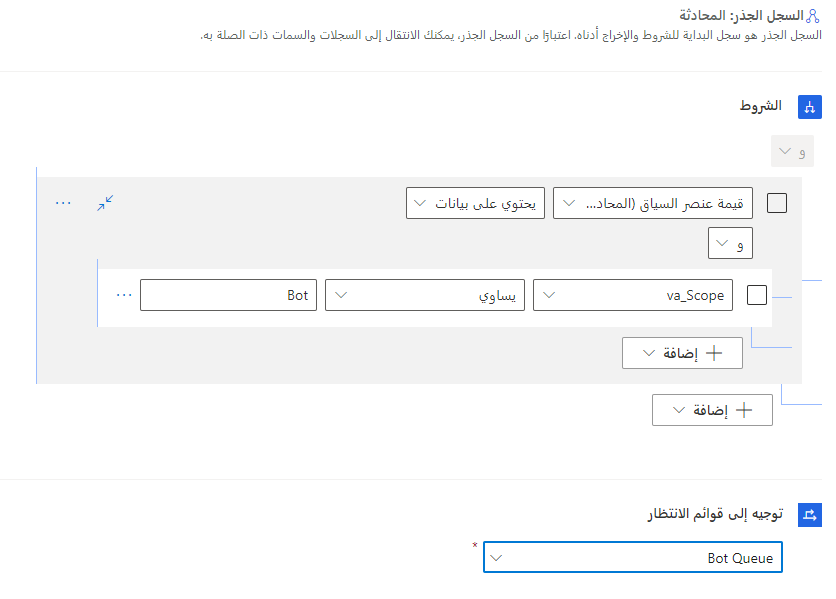 السجل الجذر: المحادثة
السجل الجذر هو سجل البداية للشروط والإخراج أدناه. اعتبارًا من السجل الجذر، يمكنك الانتقال إلى السجلات والسمات ذات الصلة به.
الشروط
و
قيمة عنصر السياق (المحاد... يحتوي على بيانات
و
va_Scope يساوي Bot
إضافة
إضافة
توجيه إلى قوائم الانتظار
Bot Queue *